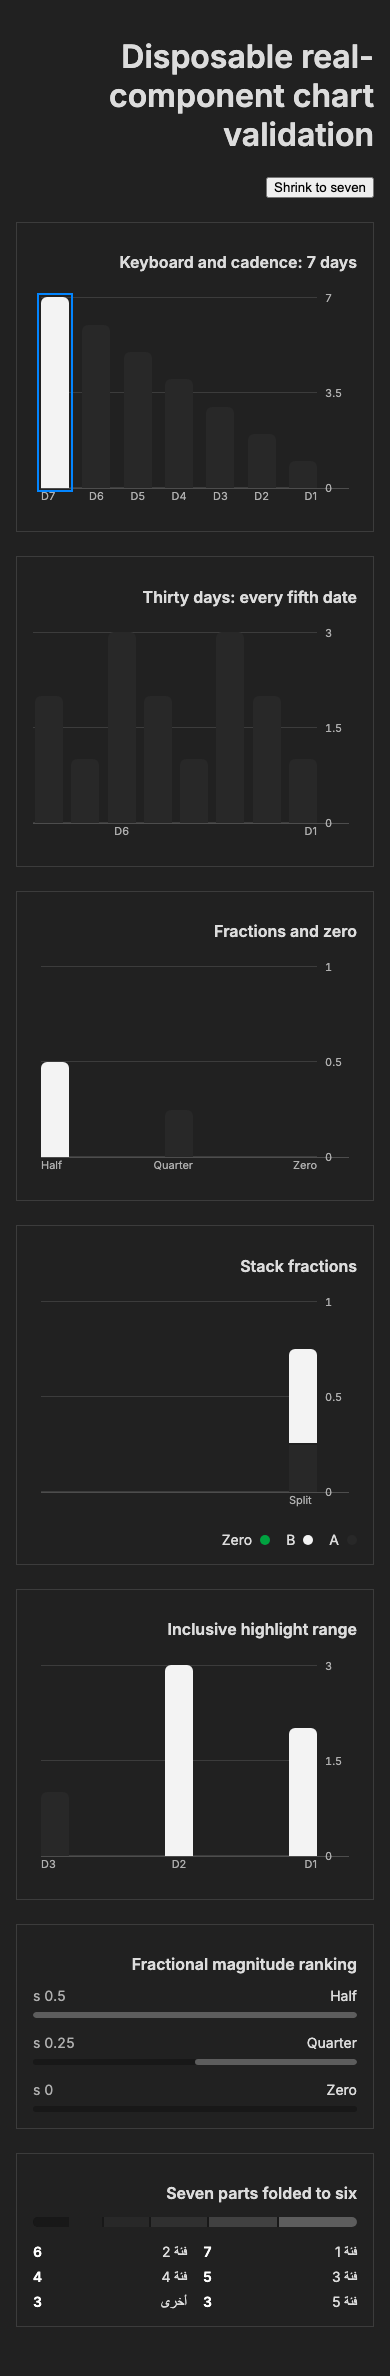 Disposable real-
component chart
validation
Shrink to seven
Keyboard and cadence: 7 days
7
3.5
0
D7 D6 D5 D4 D3 D2 D1
Thirty days: every fifth date
3
1.5
0
D6 D1
Fractions and zero
1
0.5
0
Half Quarter Zero
Stack fractions
1
0.5
0
Split
Zero B A
Inclusive highlight range
3
1.5
0
D3 D2 D1
Fractional magnitude ranking
s 0.5 Half
s 0.25 Quarter
s 0 Zero
Seven parts folded to six
فئة 1 7 فئة 2 6
فئة 3 5 فئة 4 4
فئة 5 3 أخرى 3